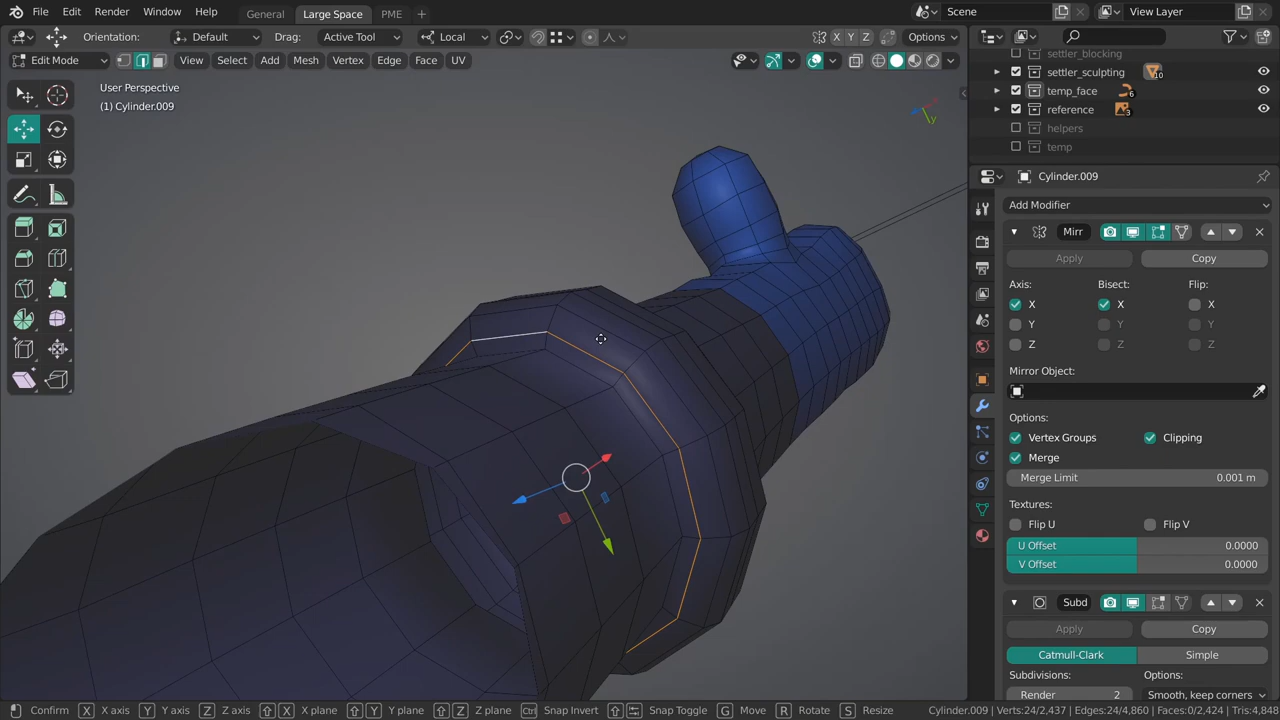 File Edit Render Window Help General Large Space PME + Scene View Layer
Orientation: Default Drag: Active Tool Local X Y Z Options
Edit Mode View Select Add Mesh Vertex Edge Face UV
User Perspective
(1) Cylinder.009
y
settler_blocking
settler_sculpting 10
temp_face 6
reference 3
helpers
temp
Cylinder.009
Add Modifier
Mirr
Apply Copy
Axis: Bisect: Flip:
X X X
Y Y Y
Z Z Z
Mirror Object:
Options:
Vertex Groups Clipping
Merge
Merge Limit 0.001 m
Textures:
Flip U Flip V
U Offset 0.0000
V Offset 0.0000
Subd
Apply Copy
Catmull-Clark Simple
Subdivisions: Options:
Render 2 Smooth, keep corners
Confirm X X axis Y Y axis Z Z axis X X plane Y Y plane Z Z plane Ctrl Snap Invert Snap Toggle G Move R Rotate S Resize Cylinder.009 | Verts:24/2,437 | Edges:24/4,860 | Faces:0/2,424 | Tris:4,848